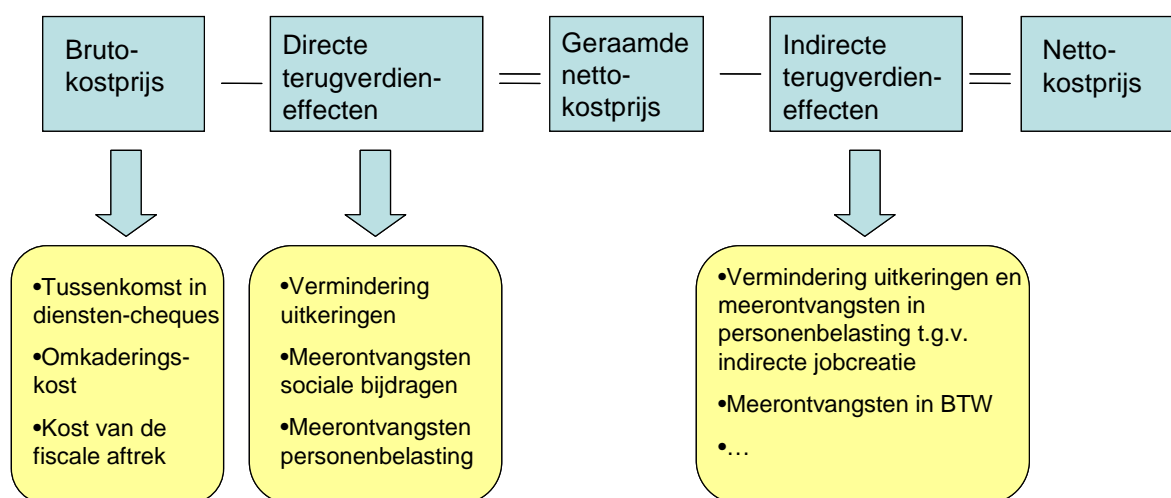 Bruto-
kostprijs
Directe
terugverdien-
effecten
Geraamde
netto-
kostprijs
Indirecte
terugverdien-
effecten
Netto-
kostprijs
•Tussenkomst in
diensten-cheques
•Omkaderings-
kost
•Kost van de
fiscale aftrek
•Vermindering
uitkeringen
•Meerontvangsten
sociale bijdragen
•Meerontvangsten
personenbelasting
•Vermindering uitkeringen en
meerontvangsten in
personenbelasting t.g.v.
indirecte jobcreatie
•Meerontvangsten in BTW
•…